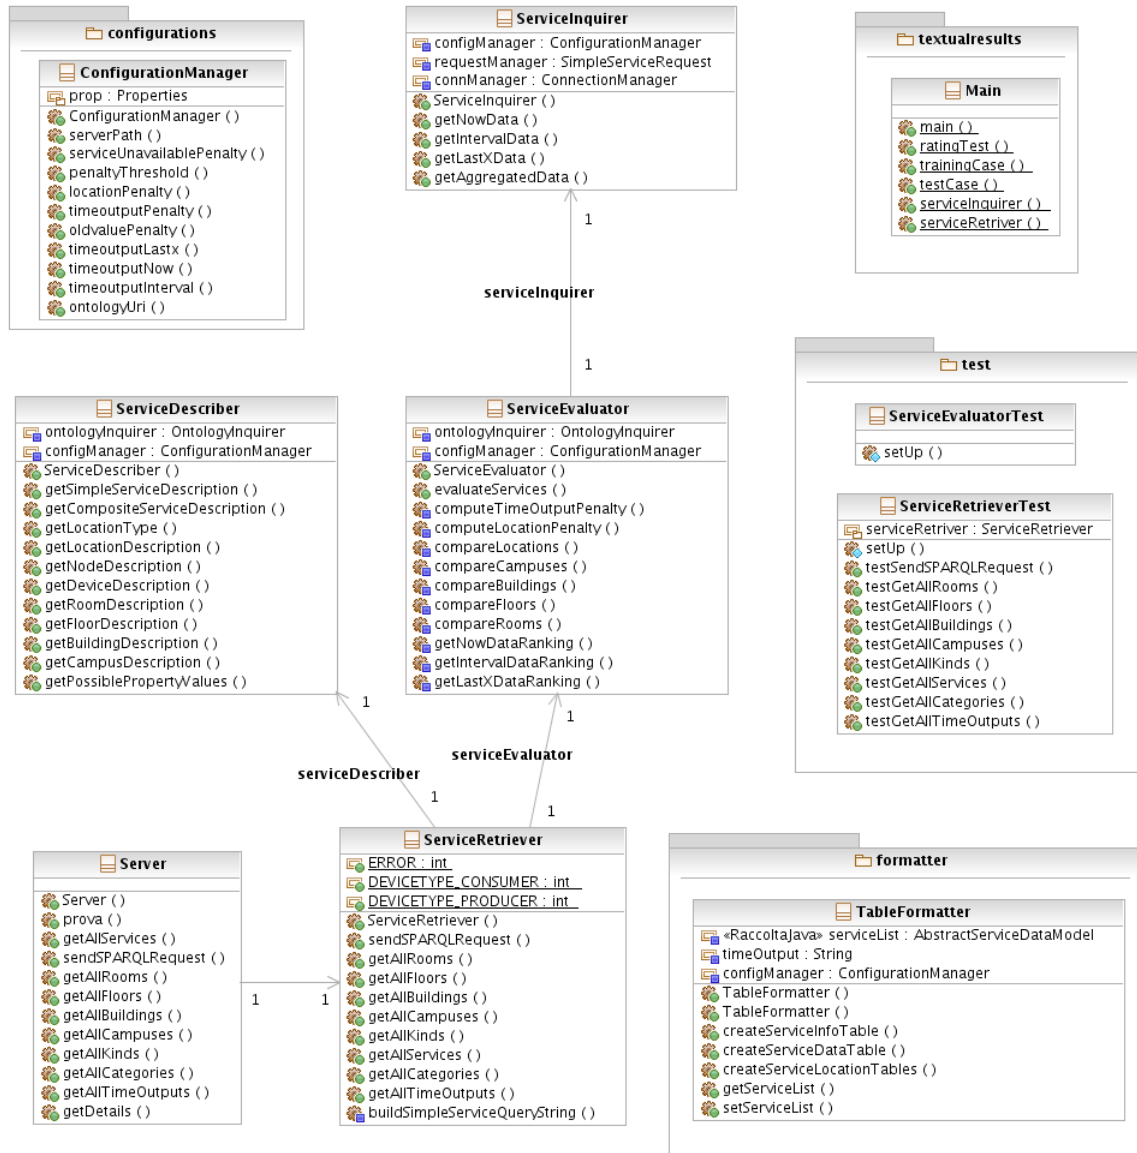 configurations
ConfigurationManager
prop : Properties
ConfigurationManager ( )
serverPath ( )
serviceUnavailablePenalty ( )
penaltyThreshold ( )
locationPenalty ( )
timeoutputPenalty ( )
oldvaluePenalty ( )
timeoutputLastx ( )
timeoutputNow ( )
timeoutputInterval ( )
ontologyUri ( )
ServiceInquirer
configManager : ConfigurationManager
requestManager : SimpleServiceRequest
connManager : ConnectionManager
ServiceInquirer ( )
getNowData ( )
getIntervalData ( )
getLastXData ( )
getAggregatedData ( )
textualresults
Main
main ( )
ratingTest ( )
trainingCase ( )
testCase ( )
serviceInquirer ( )
serviceRetriver ( )
1
serviceInquirer
1
ServiceDescriber
ontologyInquirer : OntologyInquirer
configManager : ConfigurationManager
ServiceDescriber ( )
getSimpleServiceDescription ( )
getCompositeServiceDescription ( )
getLocationType ( )
getLocationDescription ( )
getNodeDescription ( )
getDeviceDescription ( )
getRoomDescription ( )
getFloorDescription ( )
getBuildingDescription ( )
getCampusDescription ( )
getPossiblePropertyValues ( )
ServiceEvaluator
ontologyInquirer : OntologyInquirer
configManager : ConfigurationManager
ServiceEvaluator ( )
evaluateServices ( )
computeTimeOutputPenalty ( )
computeLocationPenalty ( )
compareLocations ( )
compareCampuses ( )
compareBuildings ( )
compareFloors ( )
compareRooms ( )
getNowDataRanking ( )
getIntervalDataRanking ( )
getLastXDataRanking ( )
test
ServiceEvaluatorTest
setUp ( )
ServiceRetrieverTest
serviceRetriver : ServiceRetriever
setUp ( )
testSendSPARQLRequest ( )
testGetAllRooms ( )
testGetAllFloors ( )
testGetAllBuildings ( )
testGetAllCampuses ( )
testGetAllKinds ( )
testGetAllServices ( )
testGetAllCategories ( )
testGetAllTimeOutputs ( )
1
1
serviceEvaluator
serviceDescriber
1
1
Server
Server ( )
prova ( )
getAllServices ( )
sendSPARQLRequest ( )
getAllRooms ( )
getAllFloors ( )
getAllBuildings ( )
getAllCampuses ( )
getAllKinds ( )
getAllCategories ( )
getAllTimeOutputs ( )
getDetails ( )
1
1
ServiceRetriever
ERROR : int
DEVICETYPE_CONSUMER : int
DEVICETYPE_PRODUCER : int
ServiceRetriever ( )
sendSPARQLRequest ( )
getAllRooms ( )
getAllFloors ( )
getAllBuildings ( )
getAllCampuses ( )
getAllKinds ( )
getAllServices ( )
getAllCategories ( )
getAllTimeOutputs ( )
buildSimpleServiceQueryString ( )
formatter
TableFormatter
«RaccoltaJava» serviceList : AbstractServiceDataModel
timeOutput : String
configManager : ConfigurationManager
TableFormatter ( )
TableFormatter ( )
createServiceInfoTable ( )
createServiceDataTable ( )
createServiceLocationTables ( )
getServiceList ( )
setServiceList ( )